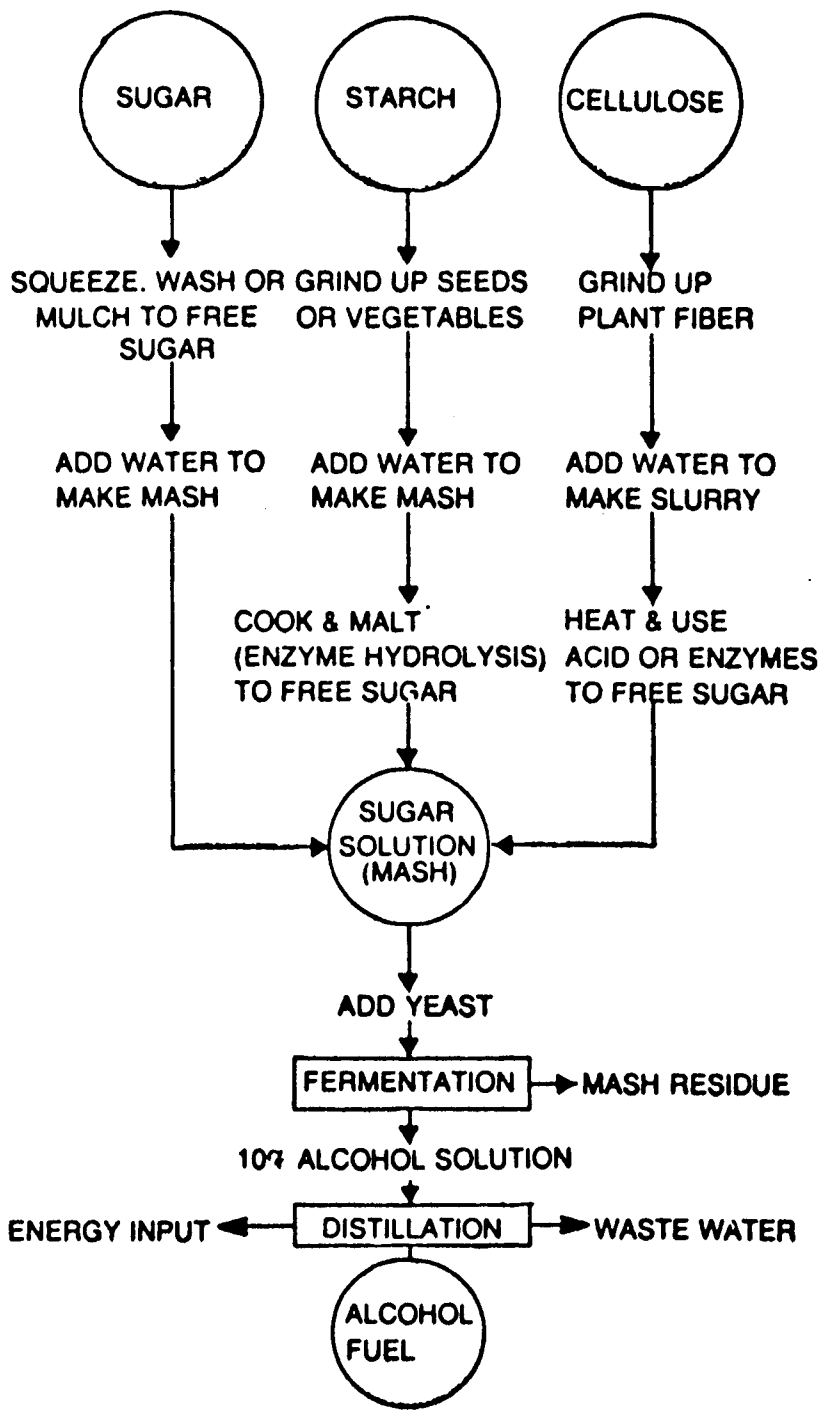 SUGAR
STARCH
CELLULOSE
SQUEEZE. WASH OR
MULCH TO FREE
SUGAR
GRIND UP SEEDS
OR VEGETABLES
GRIND UP
PLANT FIBER
ADD WATER TO
MAKE MASH
ADD WATER TO
MAKE MASH
ADD WATER TO
MAKE SLURRY
COOK & MALT
(ENZYME HYDROLYSIS)
TO FREE SUGAR
HEAT & USE
ACID OR ENZYMES
TO FREE SUGAR
SUGAR
SOLUTION
(MASH)
ADD YEAST
FERMENTATION
MASH RESIDUE
ALCOHOL SOLUTION
ENERGY INPUT
DISTILLATION
WASTE WATER
ALCOHOL
FUEL